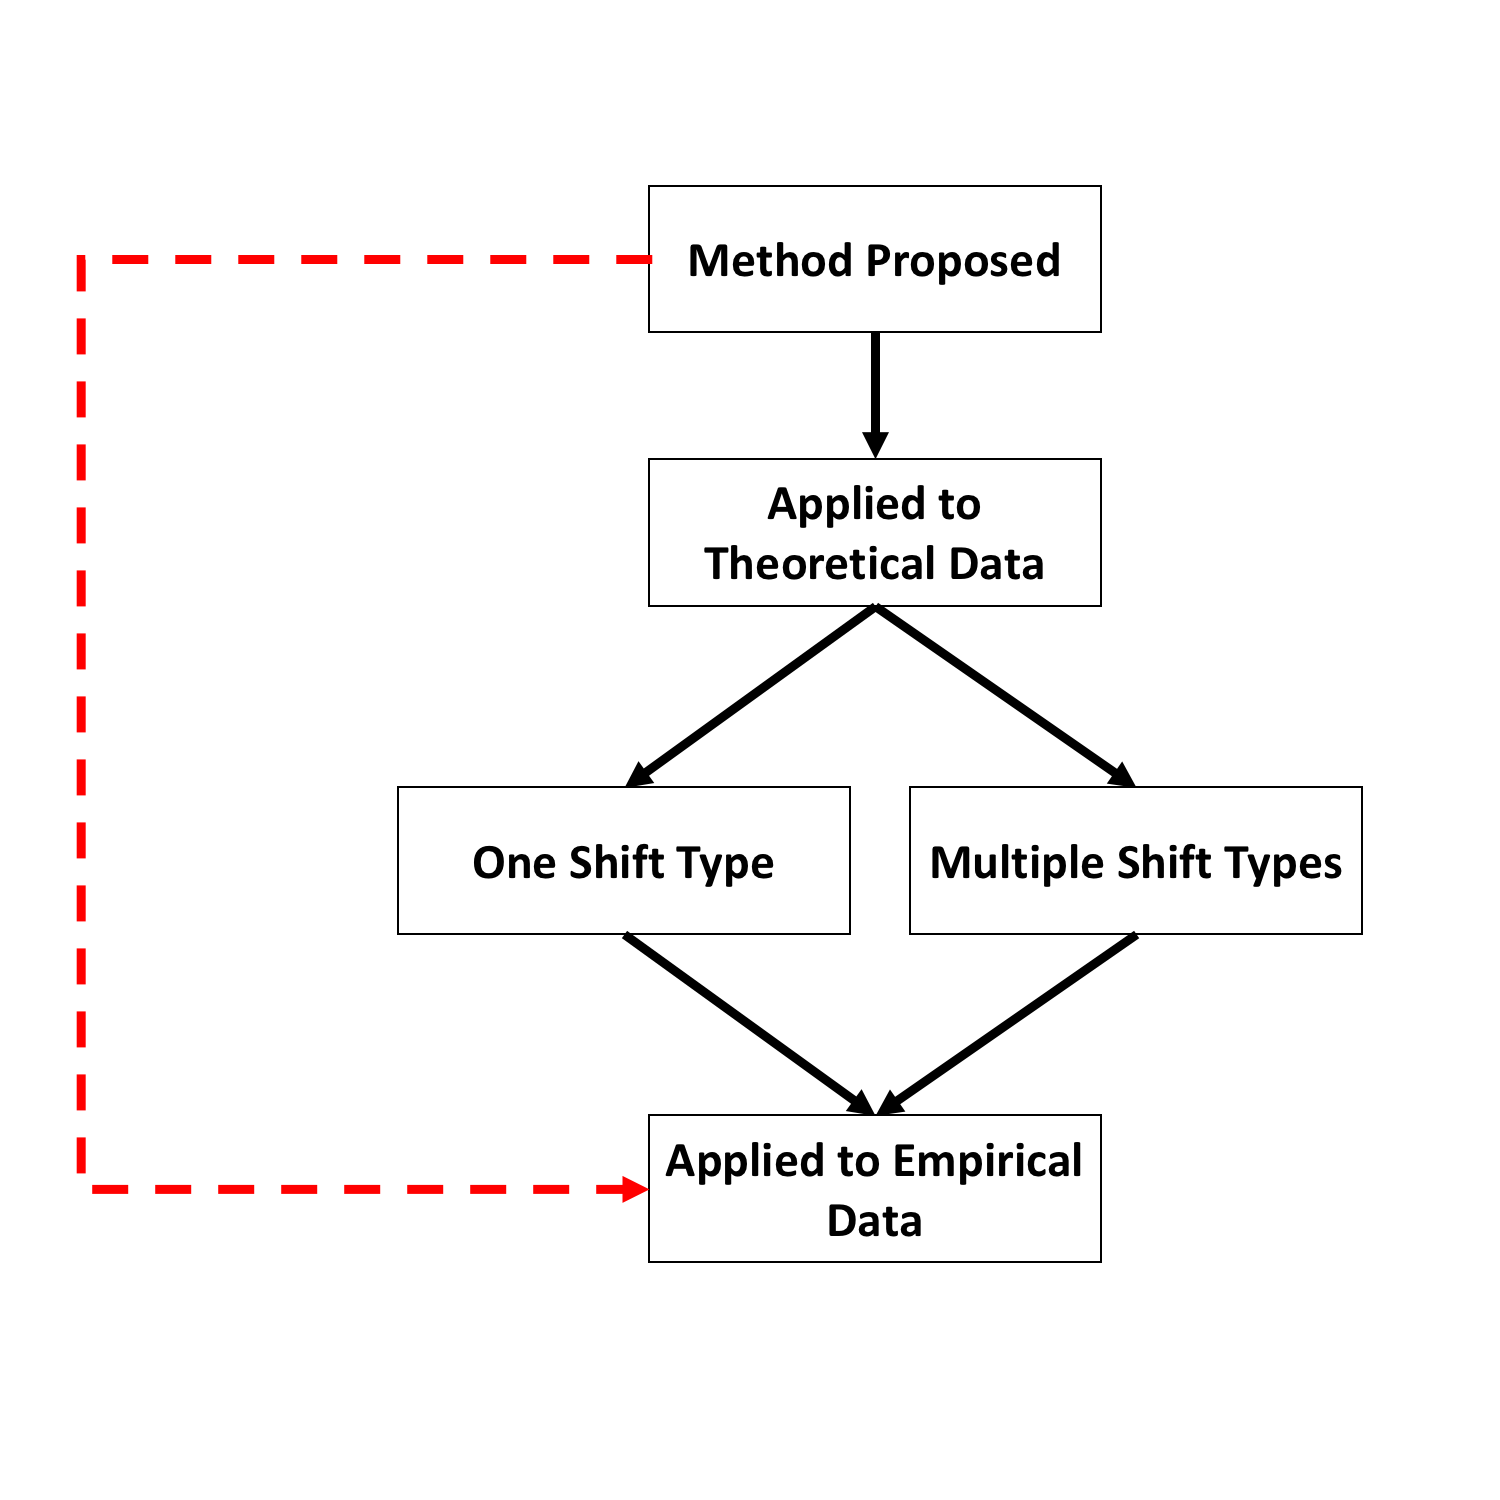 Method Proposed
Applied to
Theoretical Data
One Shift Type
Multiple Shift Types
Applied to Empirical
Data